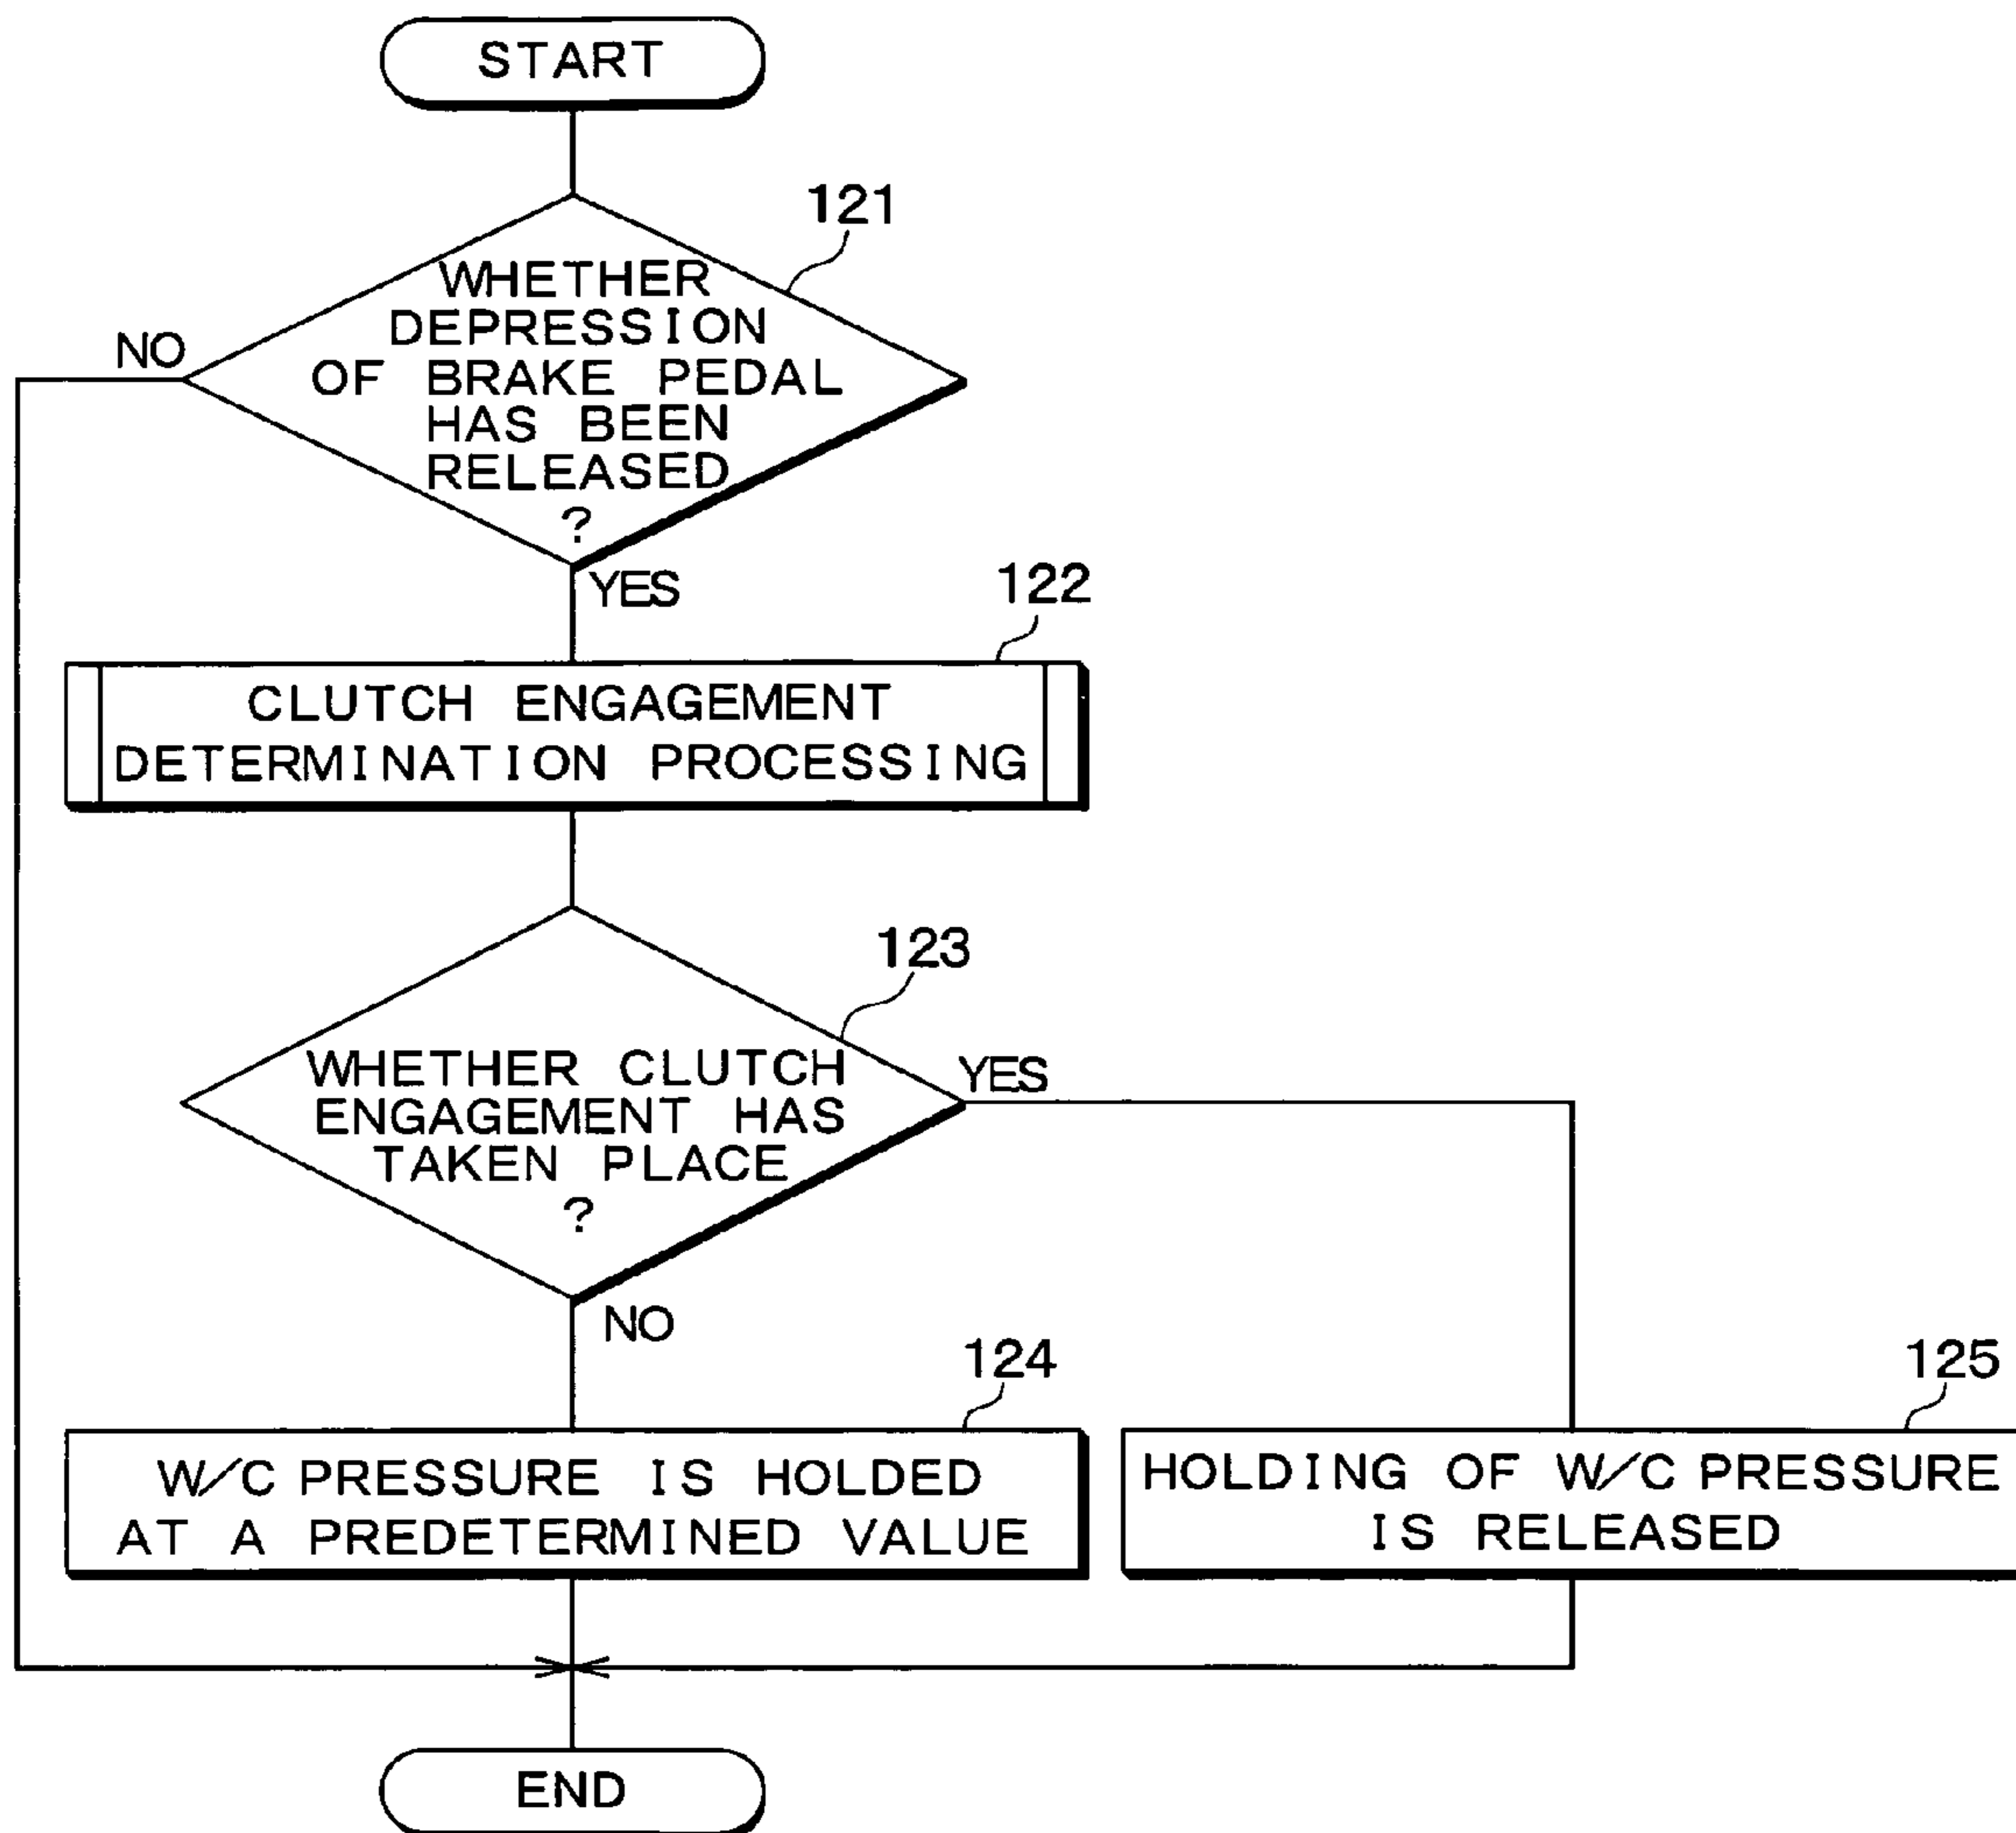 START
121
WHETHER
DEPRESSION
OF BRAKE PEDAL
HAS BEEN
RELEASED
?
NO
YES
122
CLUTCH ENGAGEMENT
DETERMINATION PROCESSING
123
WHETHER CLUTCH
ENGAGEMENT HAS
TAKEN PLACE
?
YES
NO
124
W/C PRESSURE IS HOLDED
AT A PREDETERMINED VALUE
125
HOLDING OF W/C PRESSURE
IS RELEASED
END